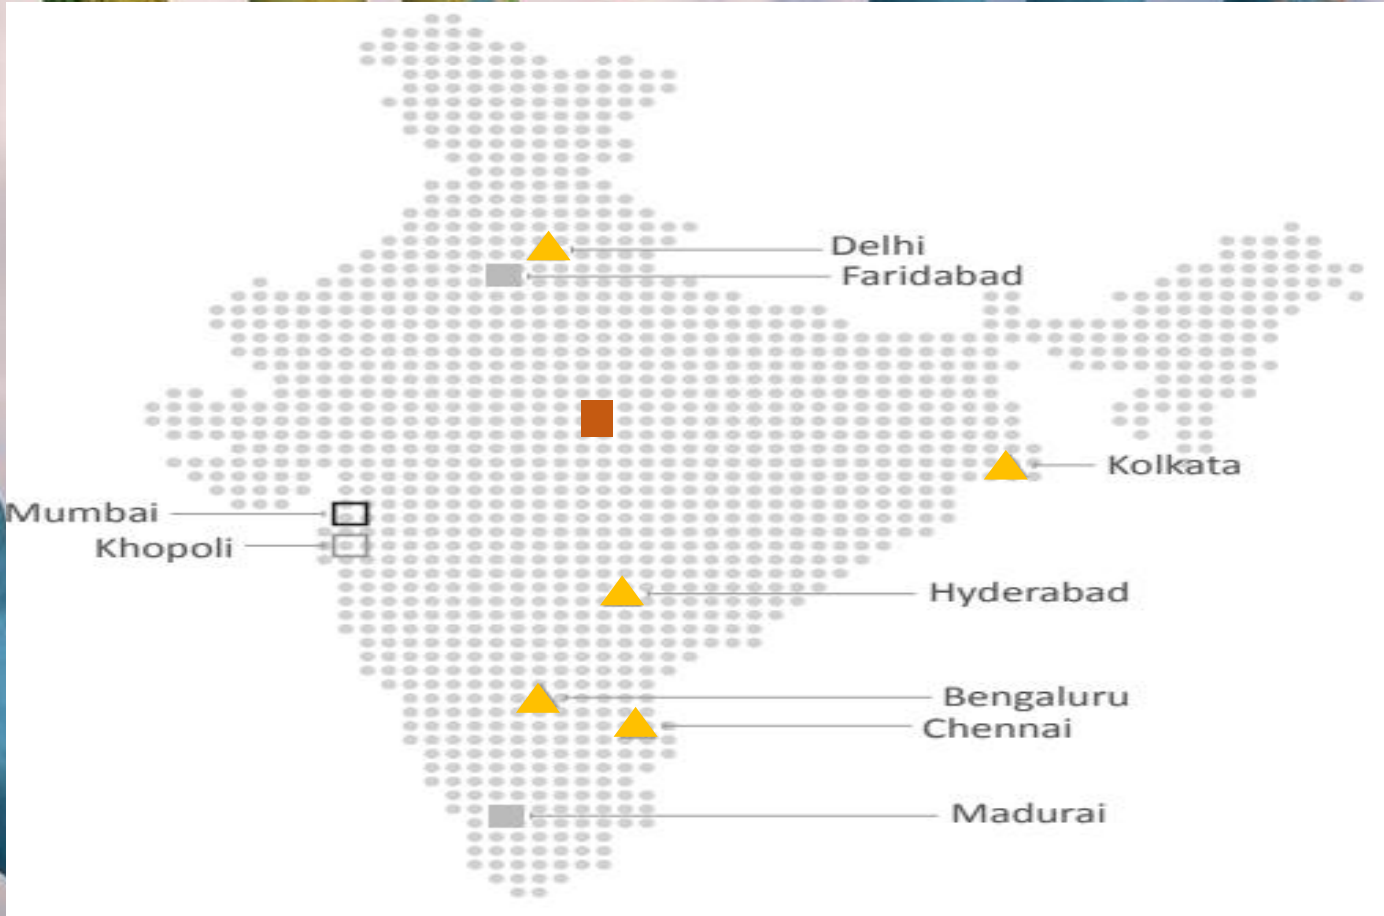 Delhi
Faridabad
Kolkata
Mumbai
Khopoli
Hyderabad
Bengaluru
Chennai
Madurai